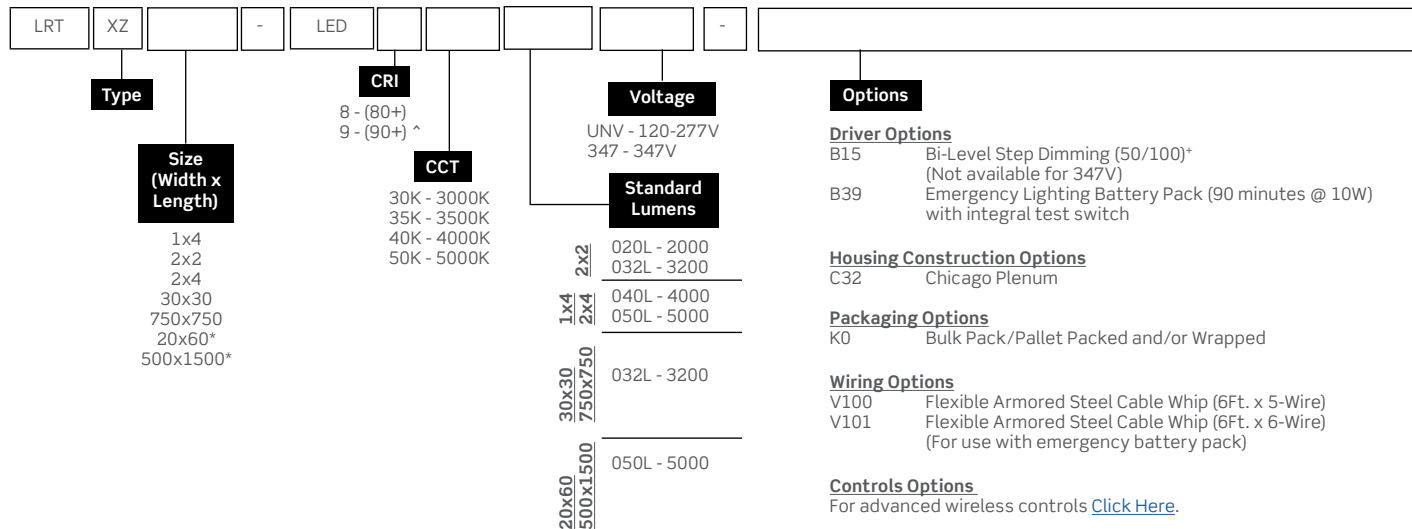 LRT XZ - LED -
Type
Size
(Width x
Length)
1x4
2x2
2x4
30x30
750x750
20x60*
500x1500*
CRI
8 - (80+)
9 - (90+) ^
CCT
30K - 3000K
35K - 3500K
40K - 4000K
50K - 5000K
Voltage
UNV - 120-277V
347 - 347V
Standard
Lumens
2x2
020L - 2000
032L - 3200
1x4
2x4
040L - 4000
050L - 5000
30x30
750x750
032L - 3200
20x60
500x1500
050L - 5000
Options
Driver Options
B15 Bi-Level Step Dimming (50/100)+
(Not available for 347V)
B39 Emergency Lighting Battery Pack (90 minutes @ 10W)
with integral test switch
Housing Construction Options
C32 Chicago Plenum
Packaging Options
K0 Bulk Pack/Pallet Packed and/or Wrapped
Wiring Options
V100 Flexible Armored Steel Cable Whip (6Ft. x 5-Wire)
V101 Flexible Armored Steel Cable Whip (6Ft. x 6-Wire)
(For use with emergency battery pack)
Controls Options
For advanced wireless controls Click Here.